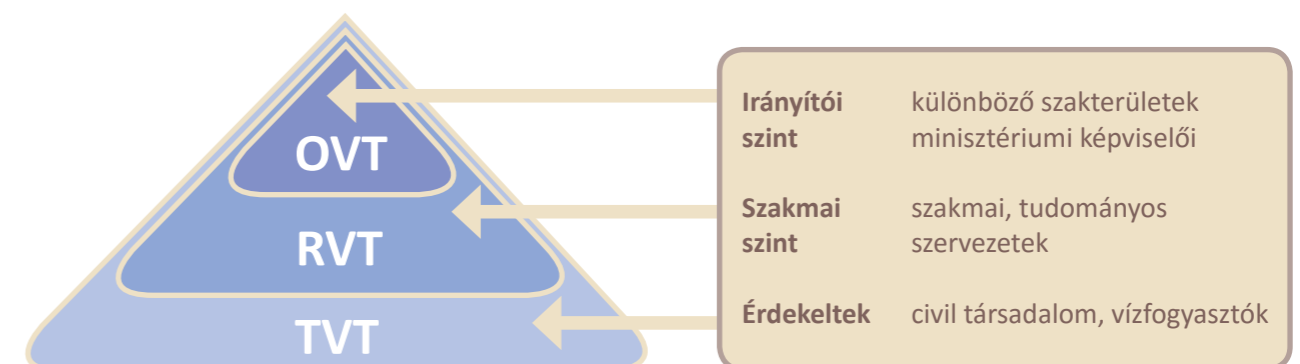 OVT
RVT
TVT
Irányítói különböző szakterületek
szint minisztériumi képviselői
Szakmai szakmai, tudományos
szint szervezetek
Érdekeltek civil társadalom, vízfogyasztók